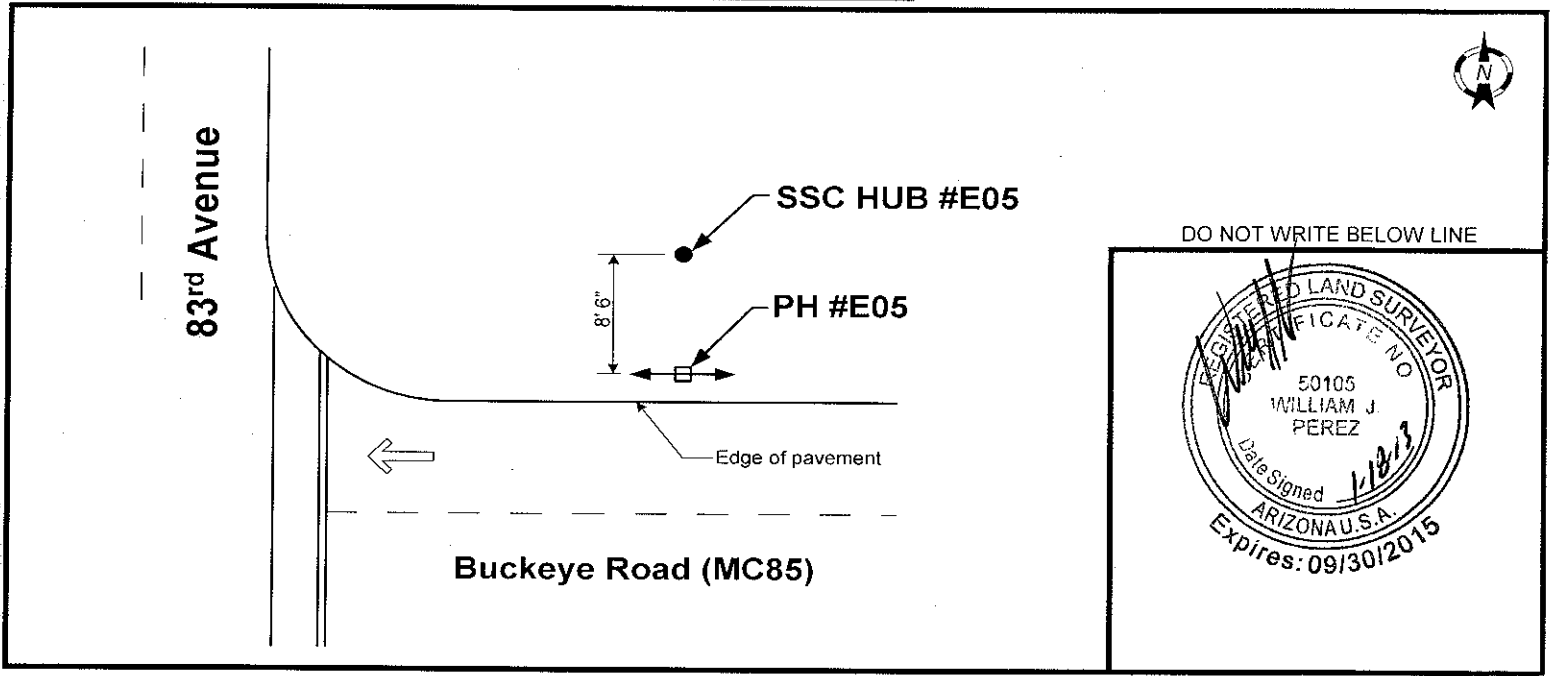 N
83rd Avenue
SSC HUB #E05
8' 6"
PH #E05
Edge of pavement
Buckeye Road (MC85)
DO NOT WRITE BELOW LINE
REGISTERED LAND SURVEYOR
CERTIFICATE NO
50105
WILLIAM J.
PEREZ
Date Signed 1-18-13
ARIZONA U.S.A.
Expires: 09/30/2015